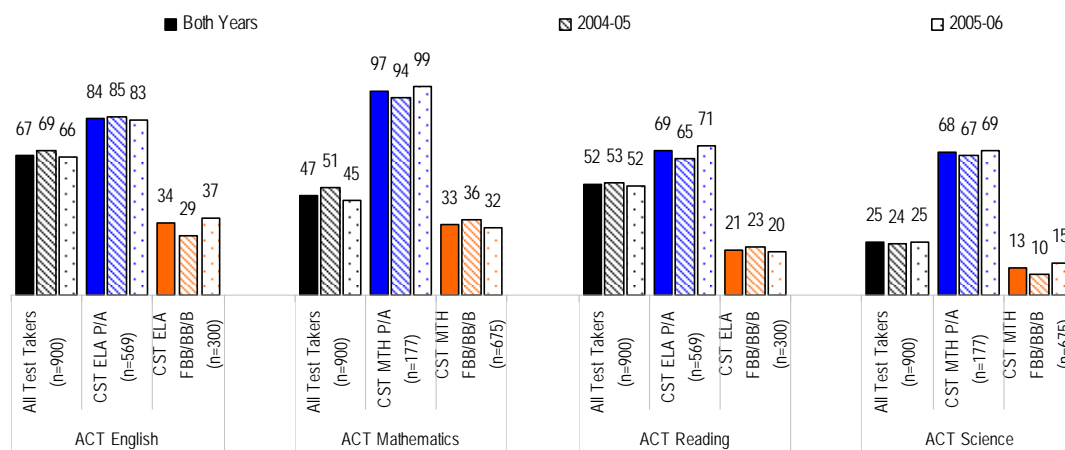 Both Years 2004-05 2005-06
67 69 66 84 85 83 34 29 37
47 51 45 97 94 99 33 36 32
52 53 52 69 65 71 21 23 20
25 24 25 68 67 69 13 10 15
All Test Takers
(n=900)
CST ELA P/A
(n=569)
CST ELA
FBB/BB/B
(n=300)
All Test Takers
(n=900)
CST MTH P/A
(n=177)
CST MTH
FBB/BB/B
(n=675)
All Test Takers
(n=900)
CST ELA P/A
(n=569)
CST ELA
FBB/BB/B
(n=300)
All Test Takers
(n=900)
CST MTH P/A
(n=177)
CST MTH
FBB/BB/B
(n=675)
ACT English ACT Mathematics ACT Reading ACT Science